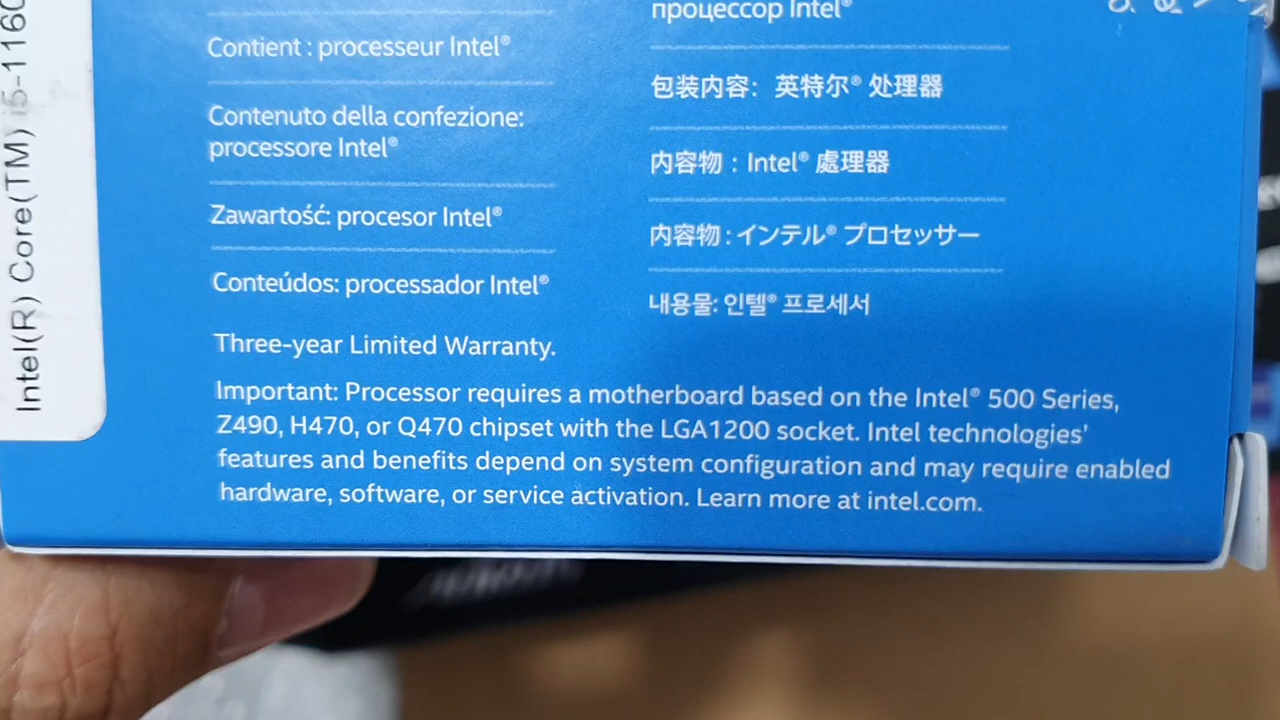 Intel(R) Core(TM) i5-1160
Contient : processeur Intel®
Contenuto della confezione:
processore Intel®
Zawartość: procesor Intel®
Conteúdos: processador Intel®
процессор Intel®
包装内容: 英特尔® 处理器
内容物 : Intel® 處理器
内容物 : インテル® プロセッサー
내용물: 인텔® 프로세서
Three-year Limited Warranty.
Important: Processor requires a motherboard based on the Intel® 500 Series,
Z490, H470, or Q470 chipset with the LGA1200 socket. Intel technologies'
features and benefits depend on system configuration and may require enabled
hardware, software, or service activation. Learn more at intel.com.